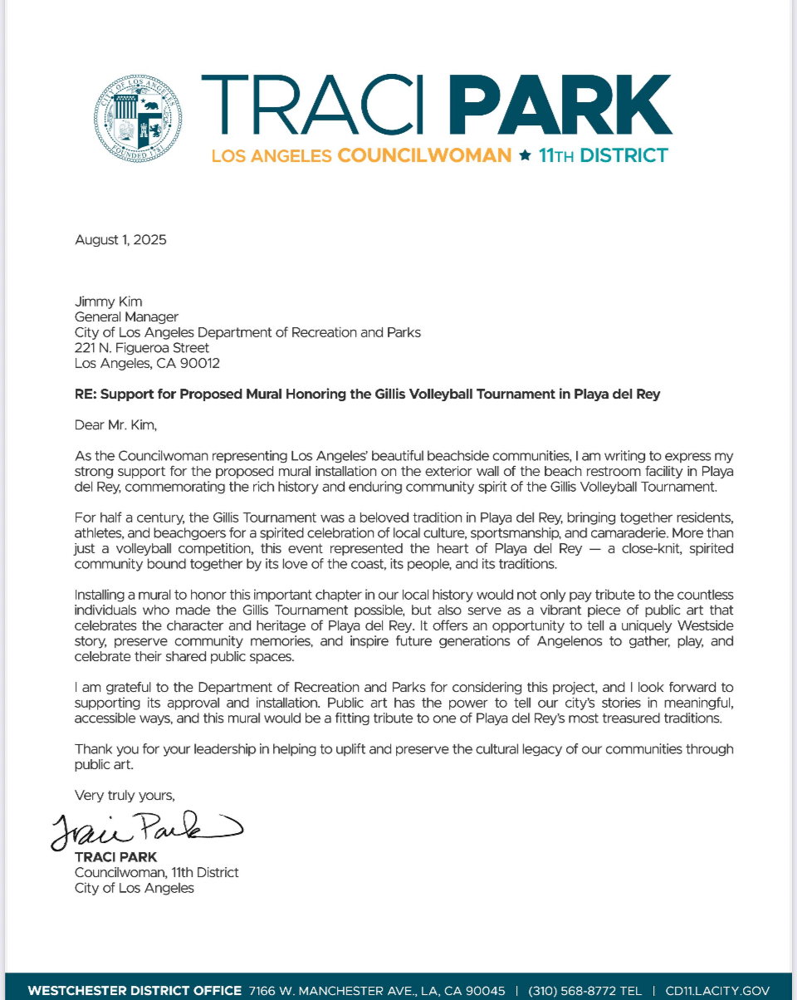 CITY OF LOS ANGELES
FOUNDED 1781
TRACI PARK
LOS ANGELES COUNCILWOMAN ★ 11TH DISTRICT
August 1, 2025
Jimmy Kim
General Manager
City of Los Angeles Department of Recreation and Parks
221 N. Figueroa Street
Los Angeles, CA 90012
RE: Support for Proposed Mural Honoring the Gillis Volleyball Tournament in Playa del Rey
Dear Mr. Kim,
As the Councilwoman representing Los Angeles' beautiful beachside communities, I am writing to express my
strong support for the proposed mural installation on the exterior wall of the beach restroom facility in Playa
del Rey, commemorating the rich history and enduring community spirit of the Gillis Volleyball Tournament.
For half a century, the Gillis Tournament was a beloved tradition in Playa del Rey, bringing together residents,
athletes, and beachgoers for a spirited celebration of local culture, sportsmanship, and camaraderie. More than
just a volleyball competition, this event represented the heart of Playa del Rey — a close-knit, spirited
community bound together by its love of the coast, its people, and its traditions.
Installing a mural to honor this important chapter in our local history would not only pay tribute to the countless
individuals who made the Gillis Tournament possible, but also serve as a vibrant piece of public art that
celebrates the character and heritage of Playa del Rey. It offers an opportunity to tell a uniquely Westside
story, preserve community memories, and inspire future generations of Angelenos to gather, play, and
celebrate their shared public spaces.
I am grateful to the Department of Recreation and Parks for considering this project, and I look forward to
supporting its approval and installation. Public art has the power to tell our city's stories in meaningful,
accessible ways, and this mural would be a fitting tribute to one of Playa del Rey's most treasured traditions.
Thank you for your leadership in helping to uplift and preserve the cultural legacy of our communities through
public art.
Very truly yours,
Traci Park
TRACI PARK
Councilwoman, 11th District
City of Los Angeles
WESTCHESTER DISTRICT OFFICE 7166 W. MANCHESTER AVE., LA, CA 90045 | (310) 568-8772 TEL | CD11.LACITY.GOV